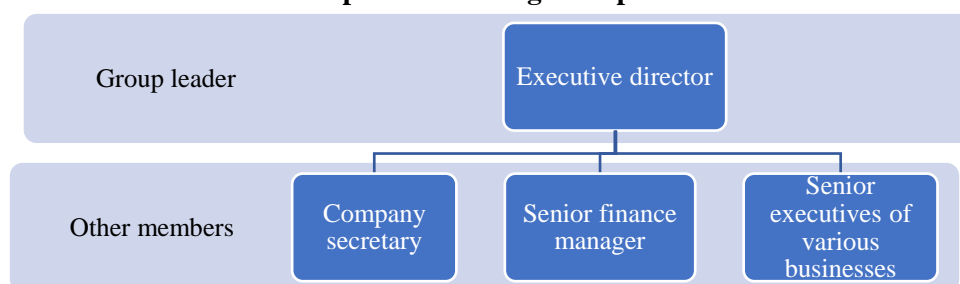 Group leader
Executive director
Other members
Company
secretary
Senior finance
manager
Senior
executives of
various
businesses